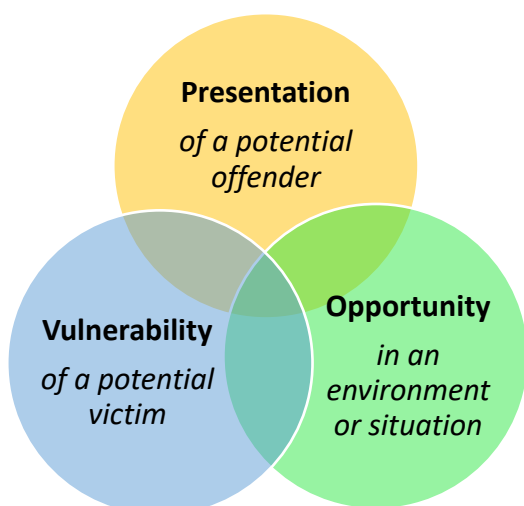 Presentation
of a potential
offender
Vulnerability
of a potential
victim
Opportunity
in an
environment
or situation